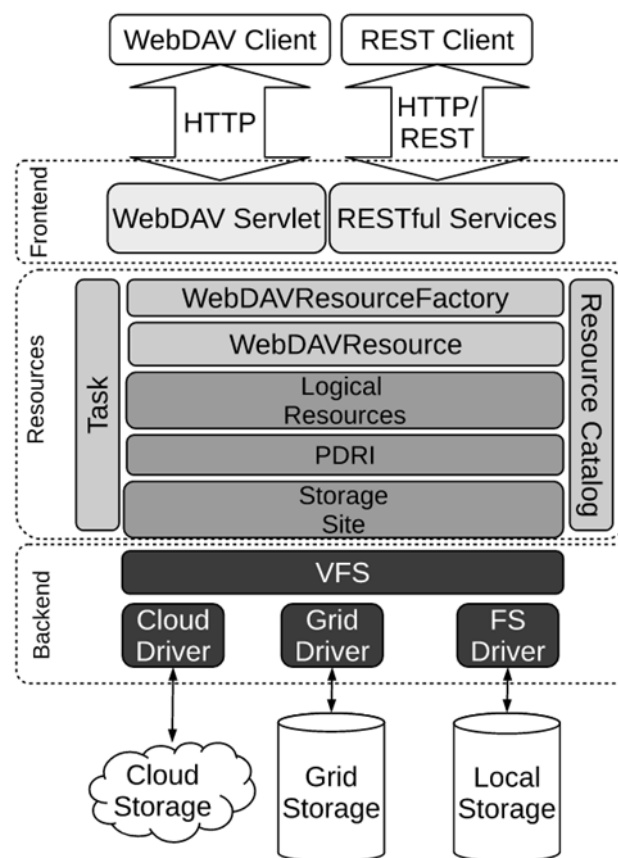 WebDAV Client
REST Client
HTTP
HTTP/
REST
Frontend
WebDAV Servlet
RESTful Services
Resources
Task
WebDAVResourceFactory
WebDAVResource
Logical
Resources
PDRI
Storage
Site
Resource Catalog
Backend
VFS
Cloud
Driver
Grid
Driver
FS
Driver
Cloud
Storage
Grid
Storage
Local
Storage